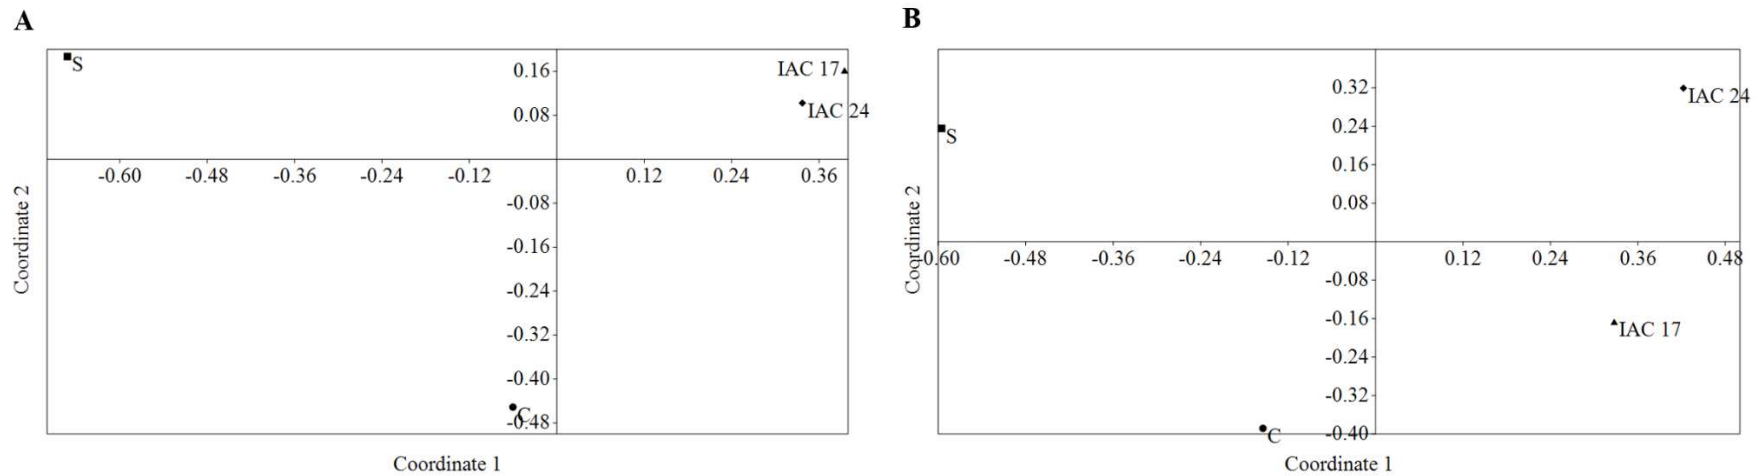 A
S
IAC 17
0.16
IAC 24
0.08
-0.60 -0.48 -0.36 -0.24 -0.12 0.12 0.24 0.36
-0.08
-0.16
-0.24
-0.32
-0.40
C
-0.48
Coordinate 2
Coordinate 1
B
0.32
IAC 24
0.24
S
0.16
0.08
-0.60 -0.48 -0.36 -0.24 -0.12 0.12 0.24 0.36 0.48
-0.08
-0.16
IAC 17
-0.24
-0.32
-0.40
C
Coordinate 2
Coordinate 1